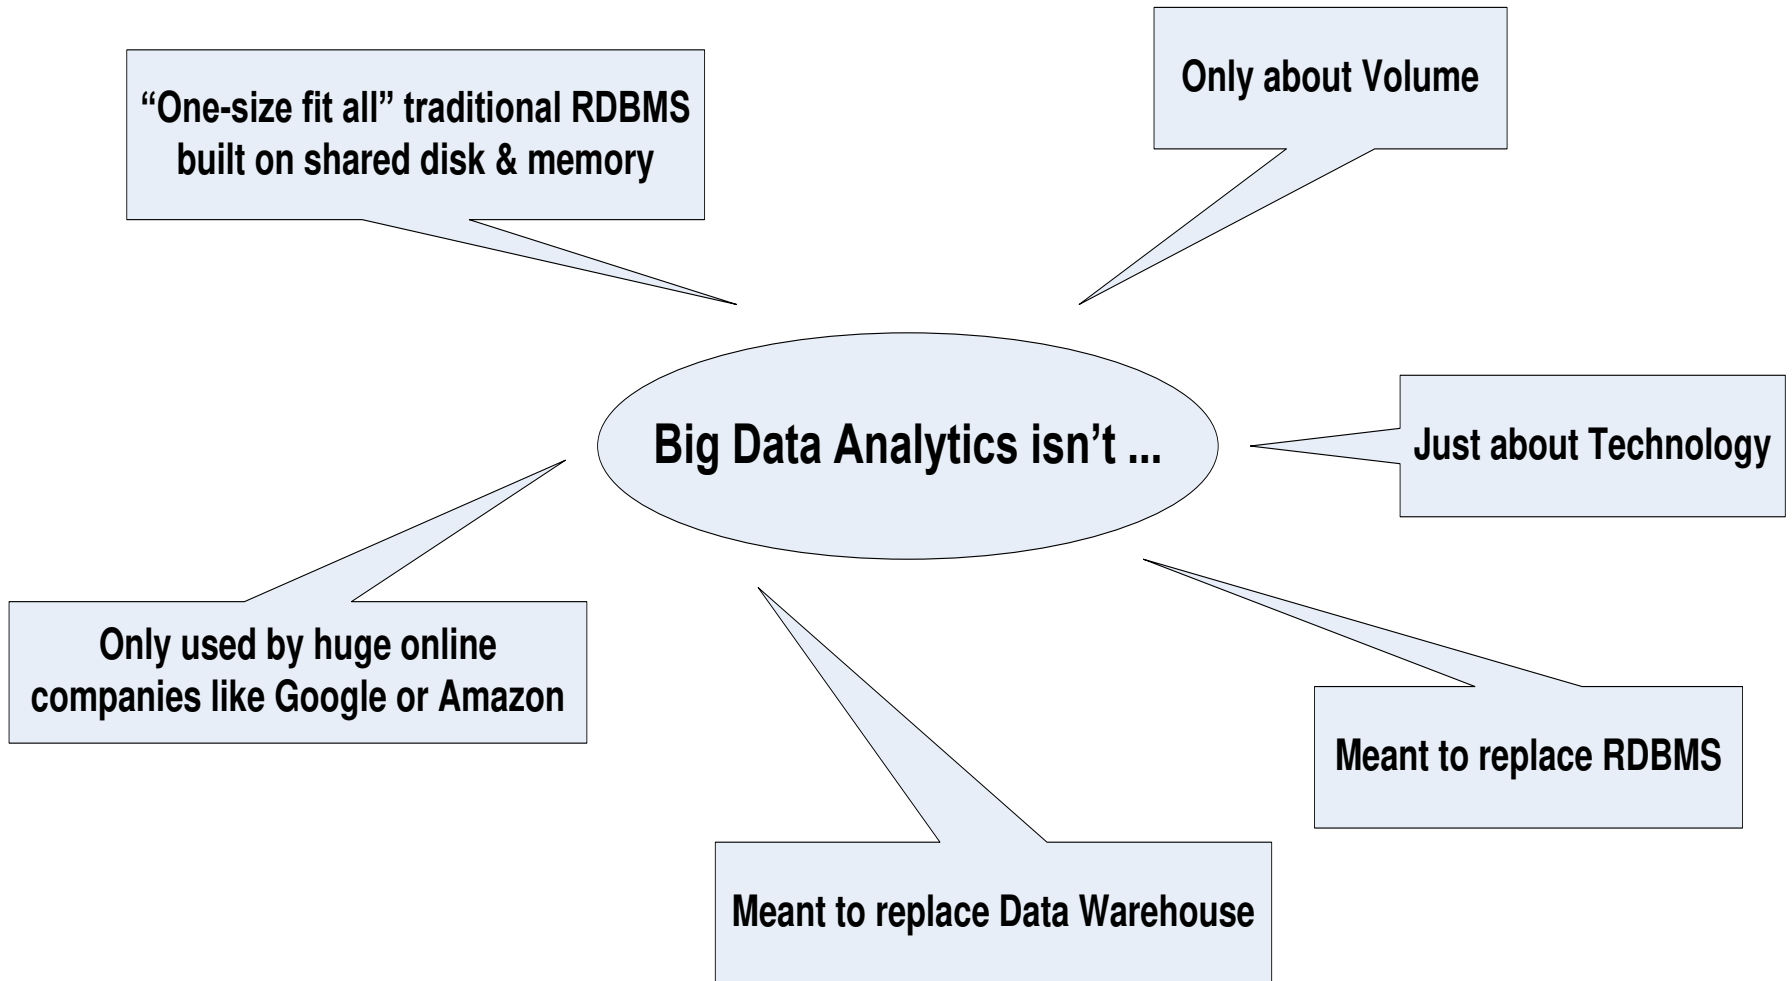 “One-size fit all” traditional RDBMS
built on shared disk & memory
Only about Volume
Big Data Analytics isn’t ...
Just about Technology
Only used by huge online
companies like Google or Amazon
Meant to replace RDBMS
Meant to replace Data Warehouse